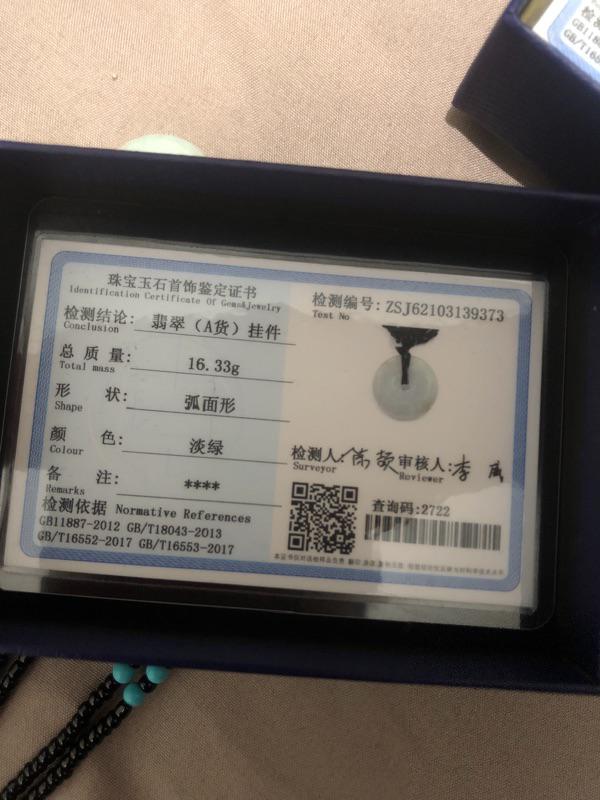 珠宝玉石首饰鉴定证书
Identification Certificate Of Gems&Jewelry
检测结论: 翡翠（A货）挂件
Conclusion
总质量: 16.33g
Total mass
形状: 弧面形
Shape
颜色: 淡绿
Colour
备注: ****
Remarks
检测依据 Normative References
GB11887-2012 GB/T18043-2013
GB/T16552-2017 GB/T16553-2017
检测编号: ZSJ62103139373
Test No
检测人: 审核人: 李
Surveyor Reviewer
查询码:2722
GB/T165